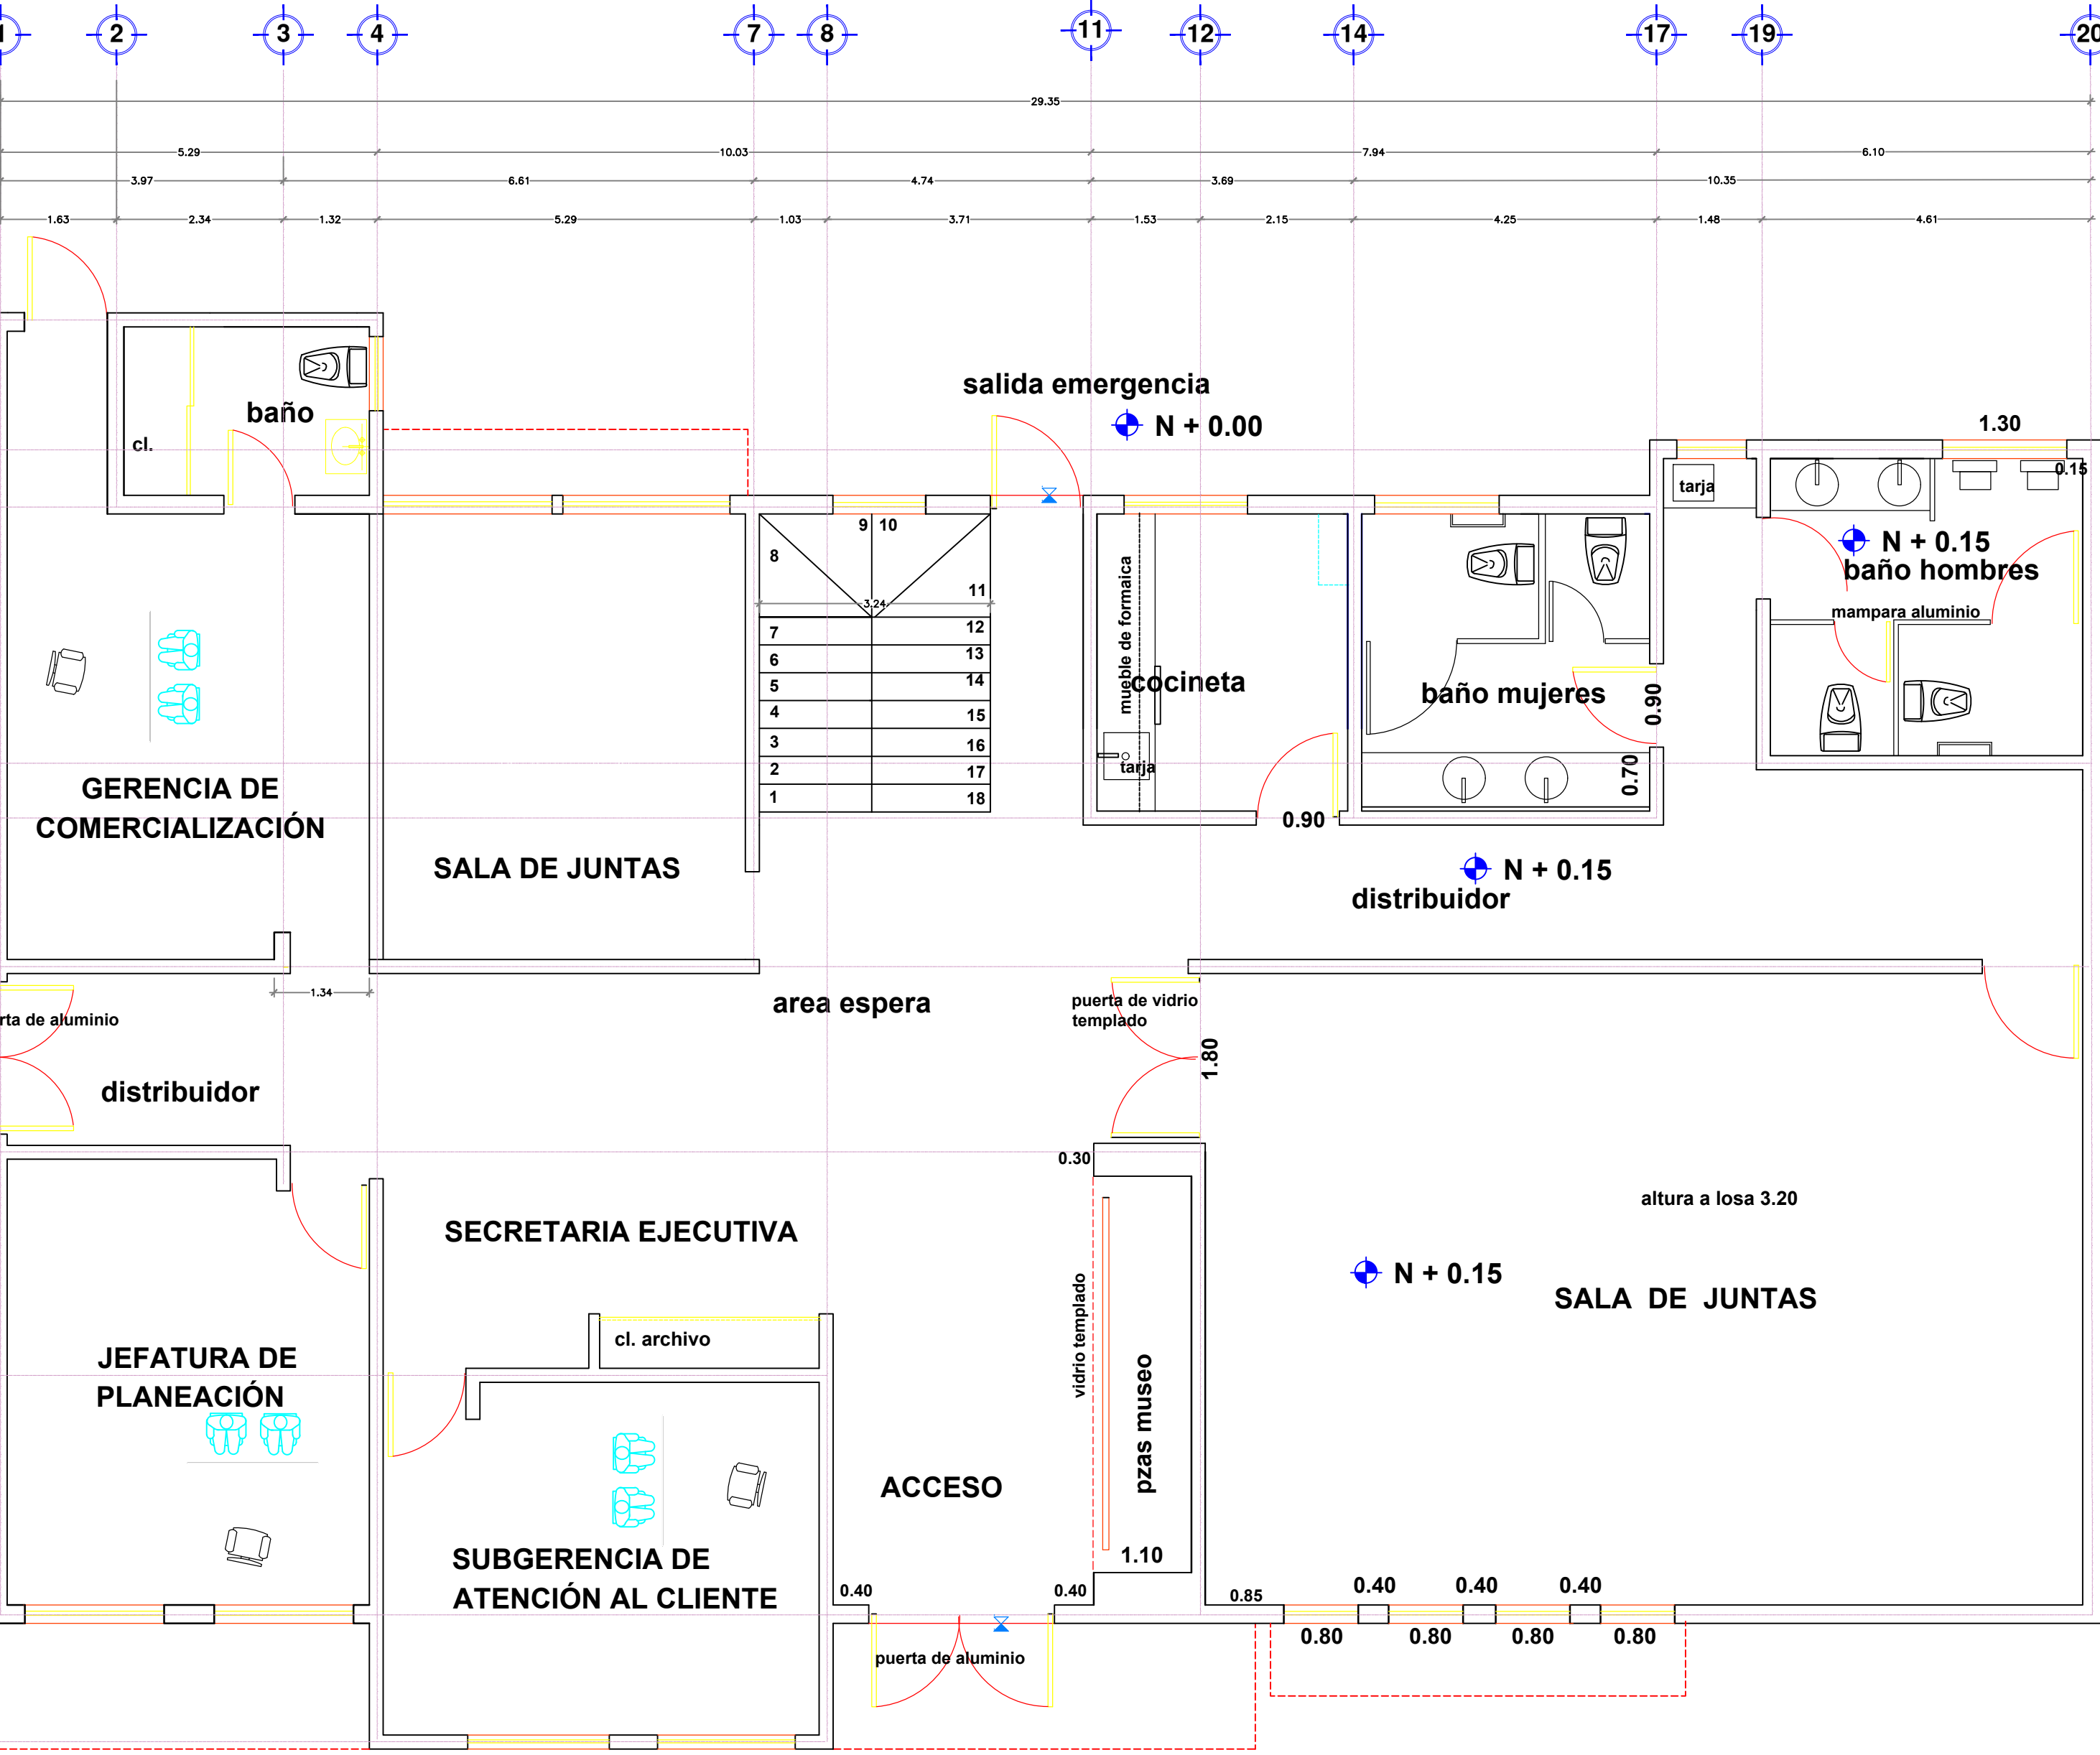 1 2 3 4 7 8 11 12 14 17 19 20
29.35
5.29 10.03 7.94 6.10
3.97 6.61 4.74 3.69 10.35
1.63 2.34 1.32 5.29 1.03 3.71 1.53 2.15 4.25 1.48 4.61
salida emergencia
N + 0.00
baño
cl.
1.30
0.15
tarja
9 10
8
11
3.24
7 12
6 13
5 14
4 15
3 16
2 17
1 18
mueble de formaica
cocineta
tarja
0.90
baño mujeres
0.90
0.70
N + 0.15
baño hombres
mampara aluminio
GERENCIA DE
COMERCIALIZACIÓN
SALA DE JUNTAS
N + 0.15
distribuidor
1.34
rta de aluminio
area espera
puerta de vidrio
templado
1.80
distribuidor
0.30
SECRETARIA EJECUTIVA
altura a losa 3.20
N + 0.15
SALA DE JUNTAS
cl. archivo
vidrio templado
pzas museo
JEFATURA DE
PLANEACIÓN
ACCESO
1.10
SUBGERENCIA DE
ATENCIÓN AL CLIENTE
0.40 0.40
0.85
0.40 0.40 0.40
0.80 0.80 0.80 0.80
puerta de aluminio